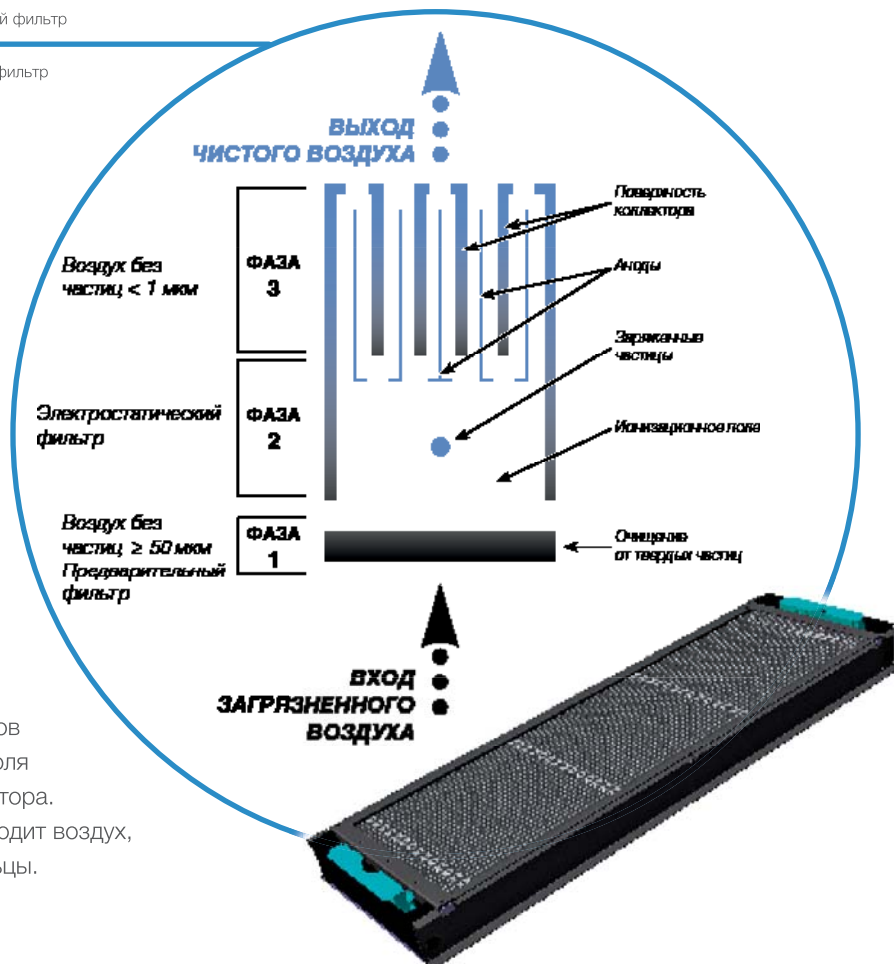 й фильтр
фильтр
ВЫХОД
ЧИСТОГО ВОЗДУХА
Поверхность
коллектора
Воздух без
частиц < 1 мкм
ФАЗА
3
Аноды
Заряженные
частицы
Электростатический
фильтр
ФАЗА
2
Ионизационное поле
Воздух без
частиц ≥ 50 мкм
Предварительный
фильтр
ФАЗА
1
Очищение
от твердых частиц
ВХОД
ЗАГРЯЗНЕННОГО
ВОЗДУХА
ов
оля
тора.
одит воздух,
ьцы.